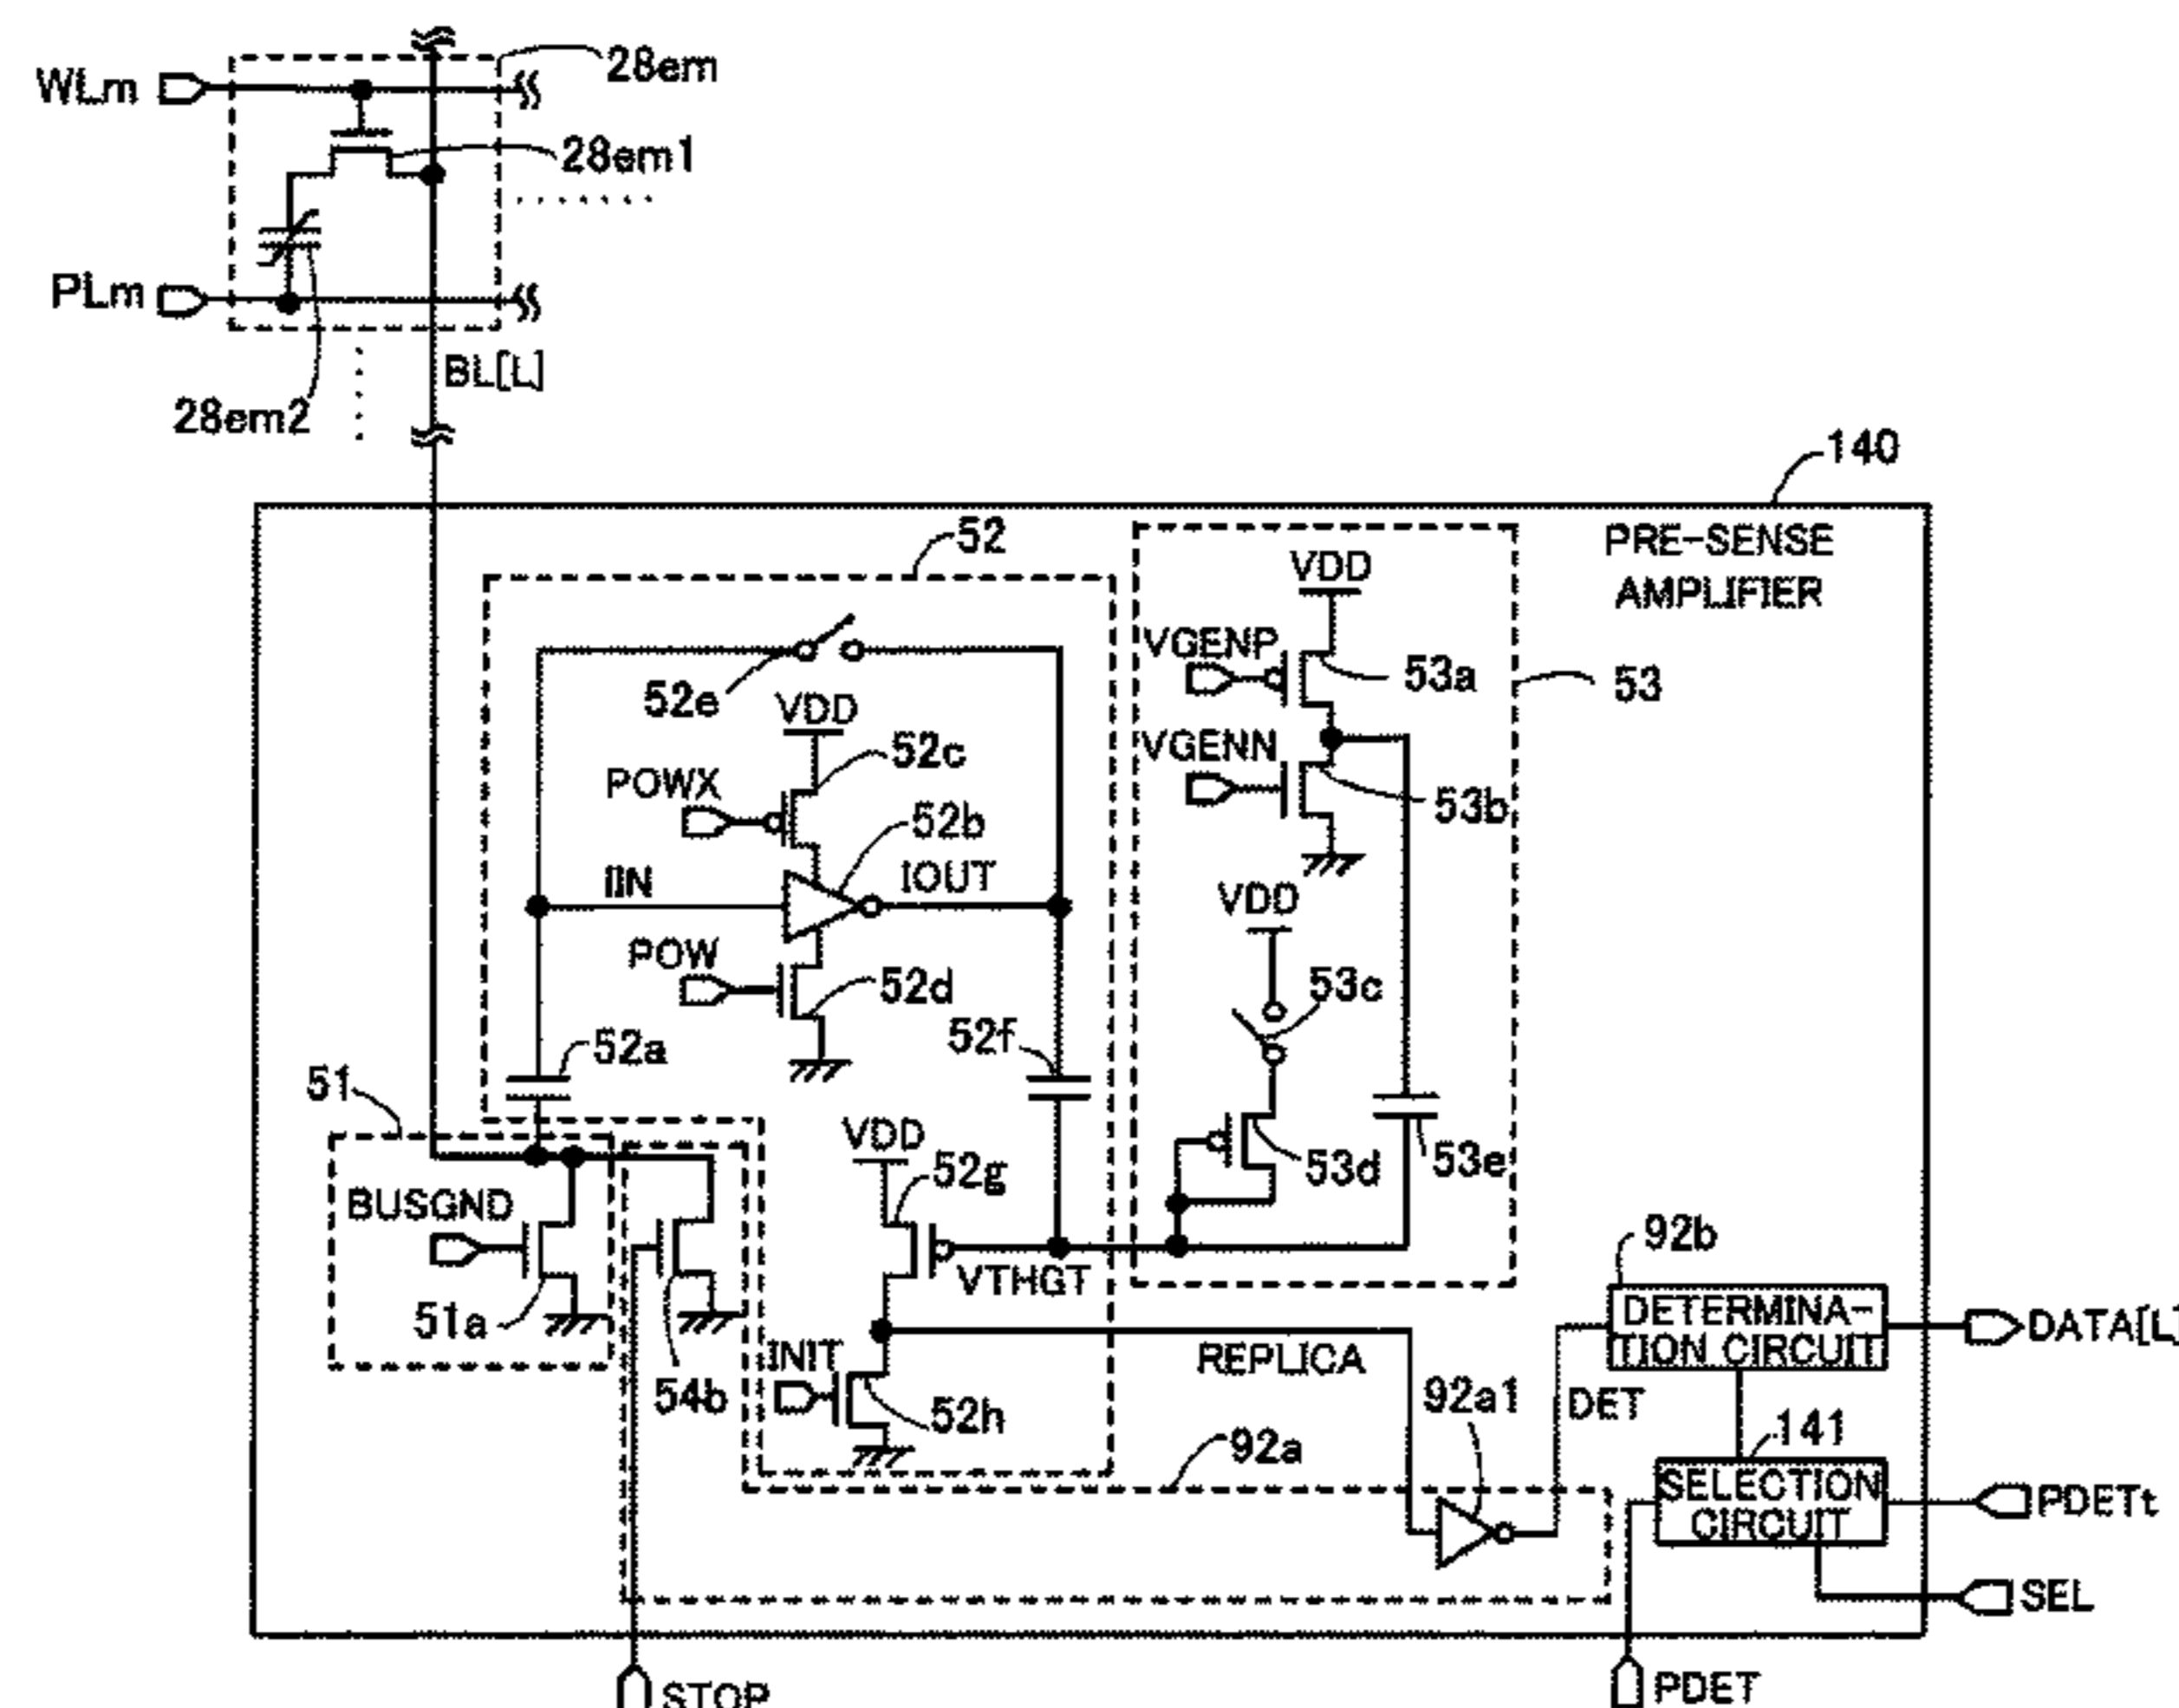 WLm
28em
28em1
PLm
28em2
BL[L]
140
PRE-SENSE
AMPLIFIER
52
VDD
VGENP
53a
53
52e
VDD
VGENN
52c
53b
POWX
52b
IIN
IOUT
VDD
POW
52d
53c
52f
52a
51
VDD
52g
53d
53e
BUSGND
92b
VTHGT
51a
DETERMINA-
TION CIRCUIT
DATA[L]
INIT
REPLICA
54b
52h
92a1
DET
141
92a
SELECTION
CIRCUIT
PDETt
SEL
STOP
PDET